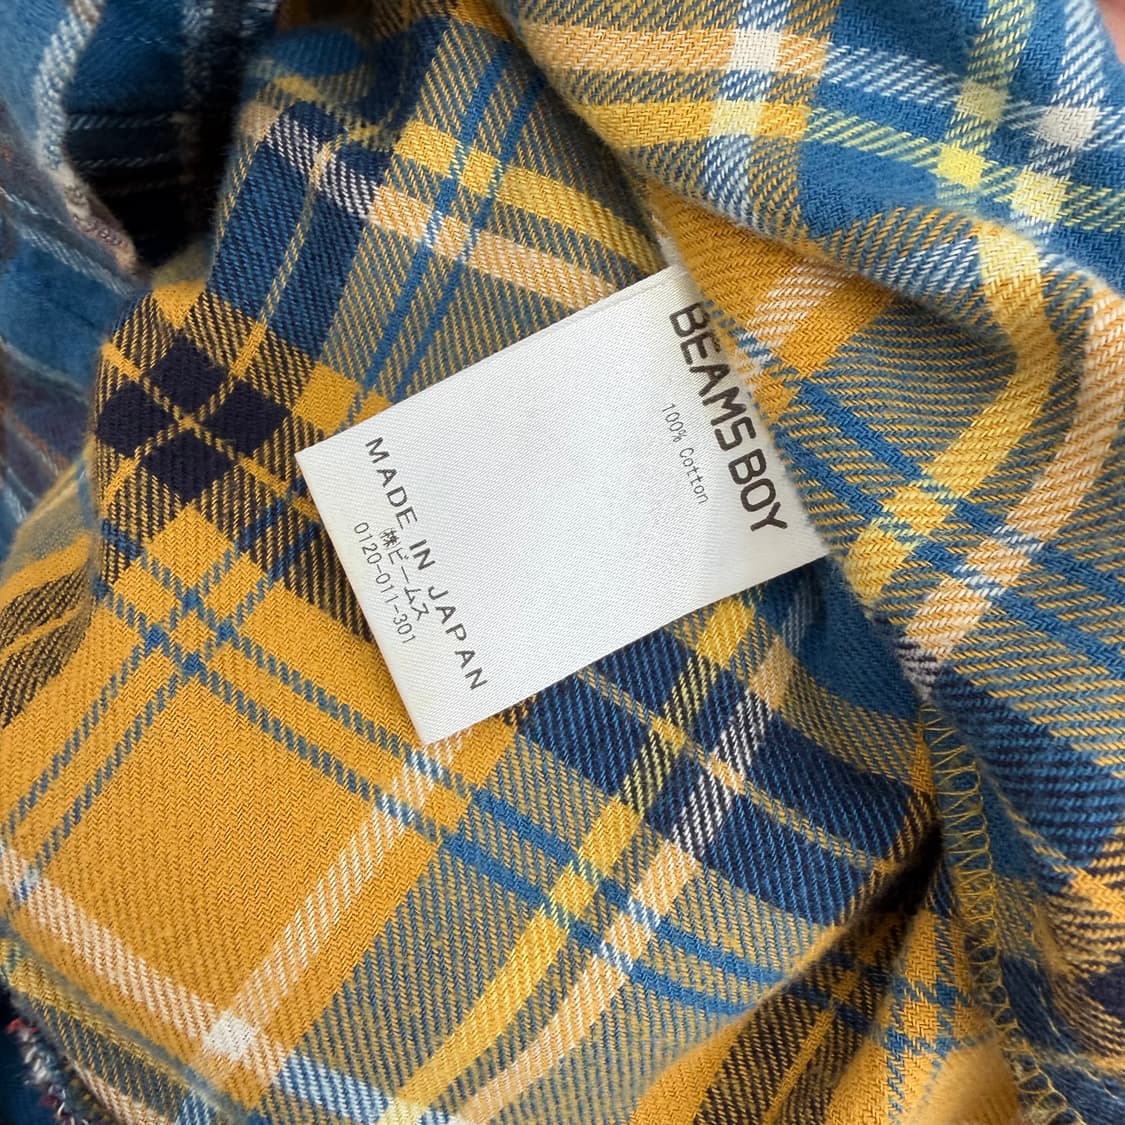 BEAMS BOY
100% Cotton
MADE IN JAPAN
㈱ビームス
0120-011-301